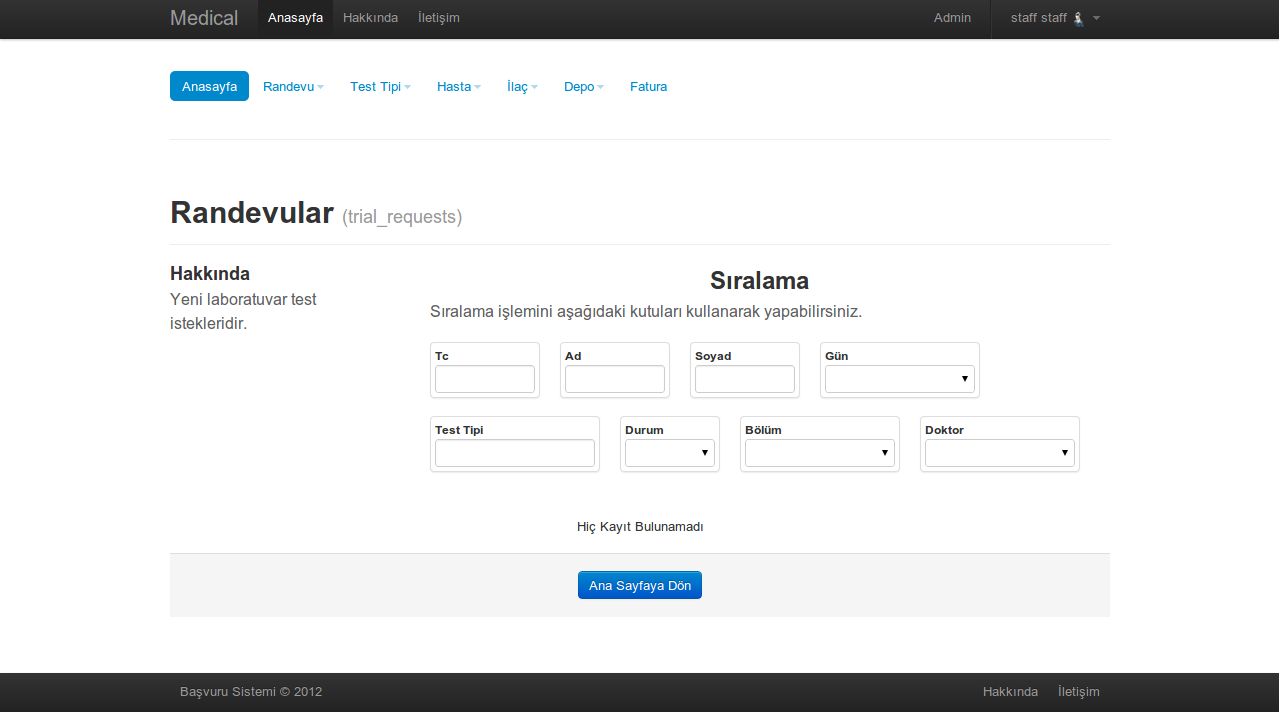 Medical Anasayfa Hakkında İletişim Admin staff staff
Anasayfa Randevu Test Tipi Hasta İlaç Depo Fatura
Randevular (trial_requests)
Hakkında
Yeni laboratuvar test
istekleridir.
Sıralama
Sıralama işlemini aşağıdaki kutuları kullanarak yapabilirsiniz.
Tc Ad Soyad Gün
Test Tipi Durum Bölüm Doktor
Hiç Kayıt Bulunamadı
Ana Sayfaya Dön
Başvuru Sistemi © 2012 Hakkında İletişim